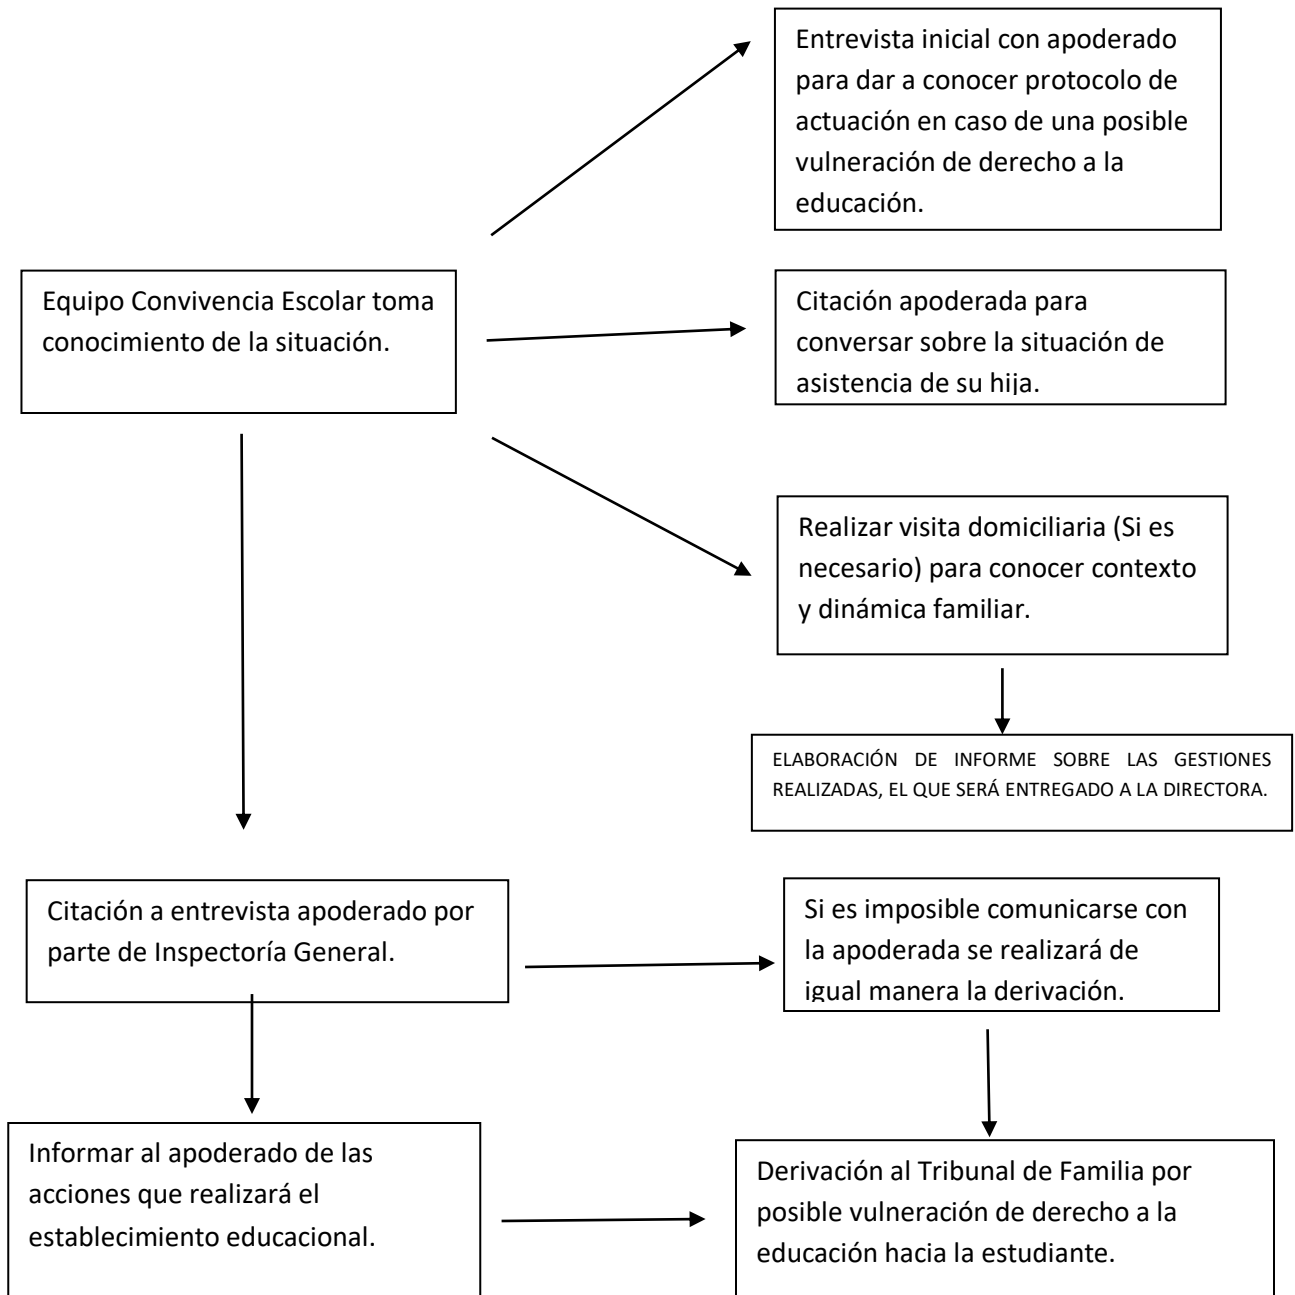 Entrevista inicial con apoderado
para dar a conocer protocolo de
actuación en caso de una posible
vulneración de derecho a la
educación.
Equipo Convivencia Escolar toma
conocimiento de la situación.
Citación apoderada para
conversar sobre la situación de
asistencia de su hija.
Realizar visita domiciliaria (Si es
necesario) para conocer contexto
y dinámica familiar.
ELABORACIÓN DE INFORME SOBRE LAS GESTIONES
REALIZADAS, EL QUE SERÁ ENTREGADO A LA DIRECTORA.
Citación a entrevista apoderado por
parte de Inspectoría General.
Si es imposible comunicarse con
la apoderada se realizará de
igual manera la derivación.
Informar al apoderado de las
acciones que realizará el
establecimiento educacional.
Derivación al Tribunal de Familia por
posible vulneración de derecho a la
educación hacia la estudiante.